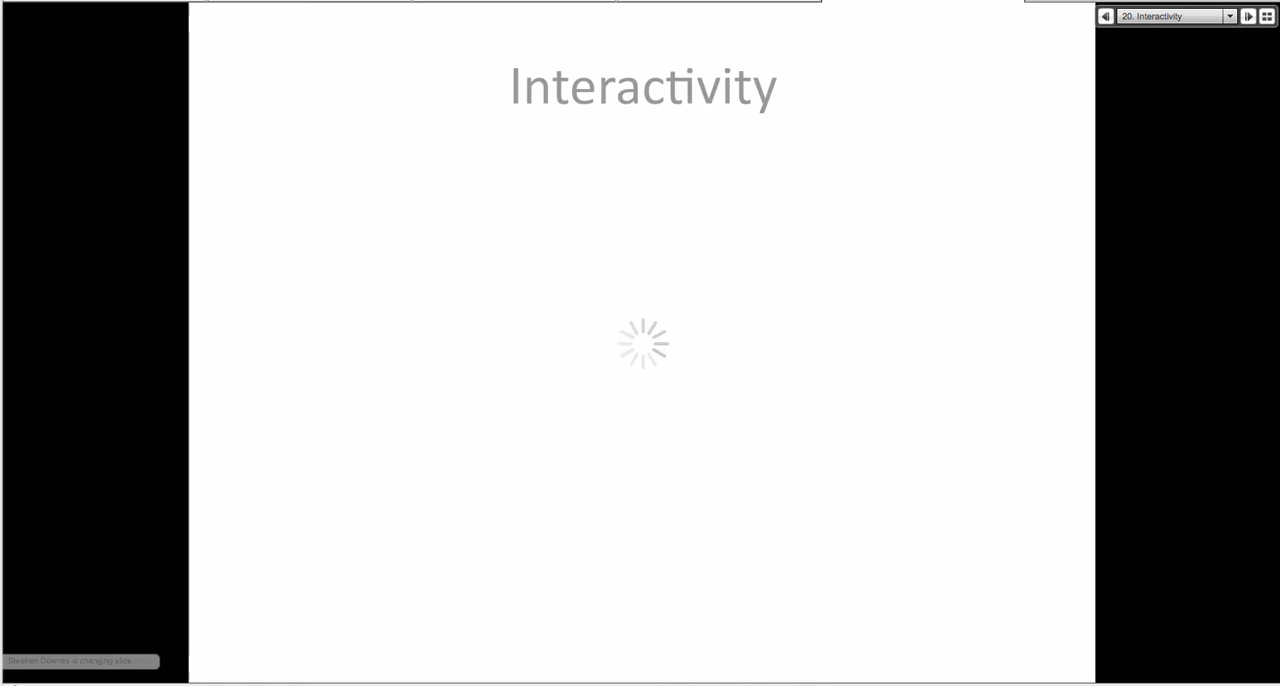 20. Interactivity
Interactivity
Stephen Downes is changing slide